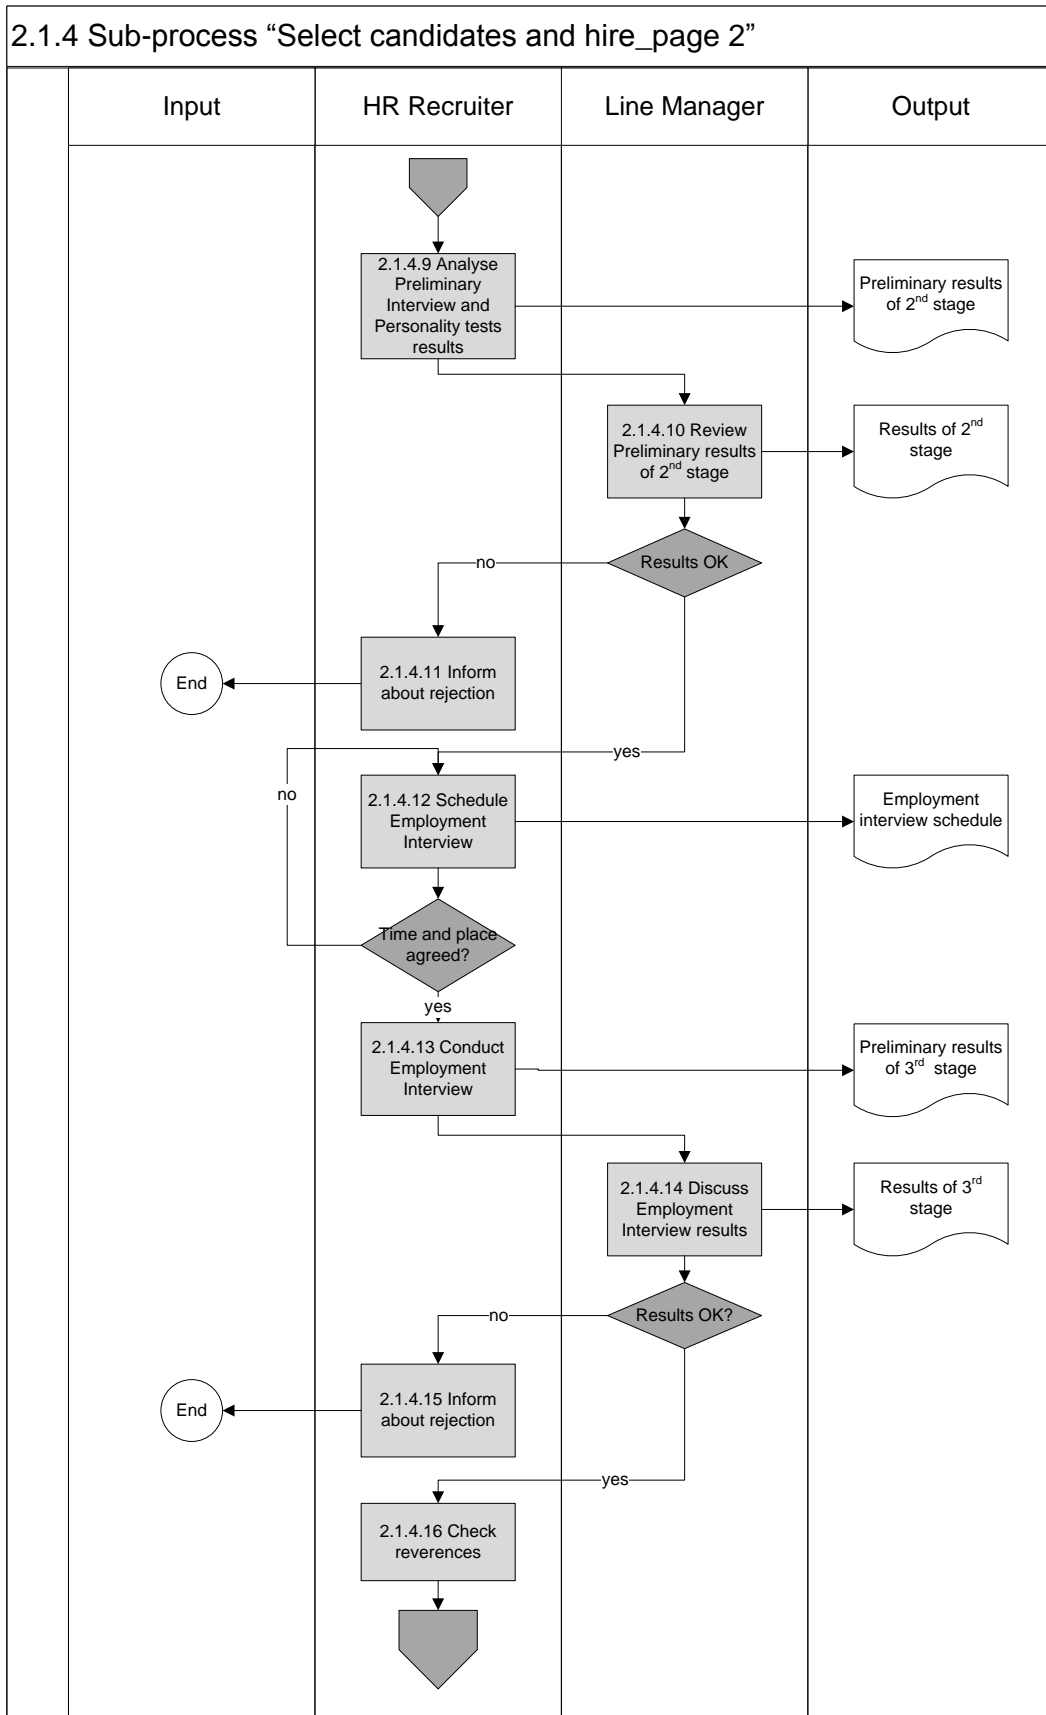 2.1.4 Sub-process “Select candidates and hire_page 2”
Input
HR Recruiter
Line Manager
Output
2.1.4.9 Analyse
Preliminary
Interview and
Personality tests
results
Preliminary results
of 2nd stage
2.1.4.10 Review
Preliminary results
of 2nd stage
Results of 2nd
stage
Results OK
no
2.1.4.11 Inform
about rejection
End
yes
no
2.1.4.12 Schedule
Employment
Interview
Employment
interview schedule
Time and place
agreed?
yes
2.1.4.13 Conduct
Employment
Interview
Preliminary results
of 3rd stage
2.1.4.14 Discuss
Employment
Interview results
Results of 3rd
stage
Results OK?
no
2.1.4.15 Inform
about rejection
End
yes
2.1.4.16 Check
reverences